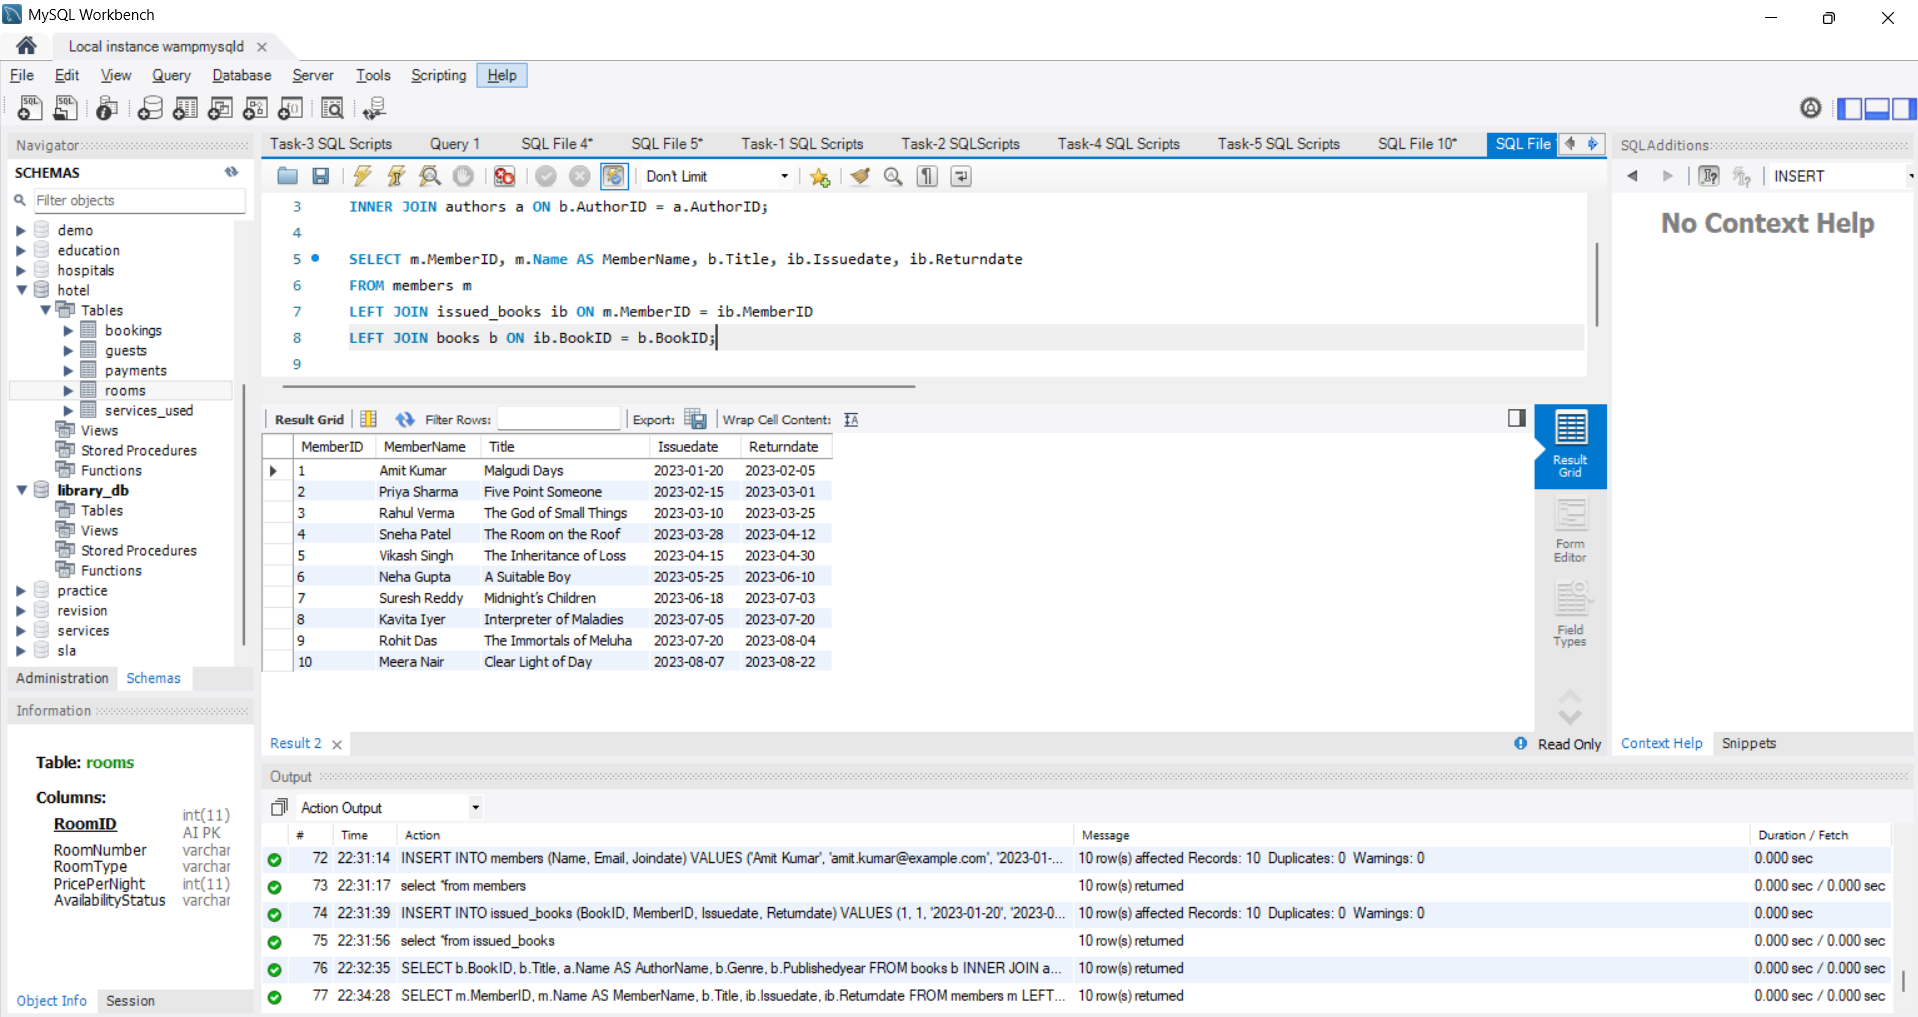 MySQL Workbench
Local instance wampmysqld
File Edit View Query Database Server Tools Scripting Help
Navigator
SCHEMAS
Filter objects
demo
education
hospitals
hotel
Tables
bookings
guests
payments
rooms
services_used
Views
Stored Procedures
Functions
library_db
Tables
Views
Stored Procedures
Functions
practice
revision
services
sla
Administration Schemas
Information
Table: rooms
Columns:
RoomID int(11) AI PK
RoomNumber varchar
RoomType varchar
PricePerNight int(11)
AvailabilityStatus varchar
Object Info Session
Task-3 SQL Scripts Query 1 SQL File 4* SQL File 5* Task-1 SQL Scripts Task-2 SQLScripts Task-4 SQL Scripts Task-5 SQL Scripts SQL File 10* SQL File
Don't Limit
3 INNER JOIN authors a ON b.AuthorID = a.AuthorID;
4
5 SELECT m.MemberID, m.Name AS MemberName, b.Title, ib.Issuedate, ib.Returndate
6 FROM members m
7 LEFT JOIN issued_books ib ON m.MemberID = ib.MemberID
8 LEFT JOIN books b ON ib.BookID = b.BookID;
9
Result Grid Filter Rows: Export: Wrap Cell Content:
MemberID MemberName Title Issuedate Returndate
1 Amit Kumar Malgudi Days 2023-01-20 2023-02-05
2 Priya Sharma Five Point Someone 2023-02-15 2023-03-01
3 Rahul Verma The God of Small Things 2023-03-10 2023-03-25
4 Sneha Patel The Room on the Roof 2023-03-28 2023-04-12
5 Vikash Singh The Inheritance of Loss 2023-04-15 2023-04-30
6 Neha Gupta A Suitable Boy 2023-05-25 2023-06-10
7 Suresh Reddy Midnight's Children 2023-06-18 2023-07-03
8 Kavita Iyer Interpreter of Maladies 2023-07-05 2023-07-20
9 Rohit Das The Immortals of Meluha 2023-07-20 2023-08-04
10 Meera Nair Clear Light of Day 2023-08-07 2023-08-22
Result Grid
Form Editor
Field Types
Result 2 Read Only
SQLAdditions
INSERT
No Context Help
Context Help Snippets
Output
Action Output
# Time Action Message Duration / Fetch
72 22:31:14 INSERT INTO members (Name, Email, Joindate) VALUES ('Amit Kumar', 'amit.kumar@example.com', '2023-01-... 10 row(s) affected Records: 10 Duplicates: 0 Warnings: 0 0.000 sec
73 22:31:17 select *from members 10 row(s) returned 0.000 sec / 0.000 sec
74 22:31:39 INSERT INTO issued_books (BookID, MemberID, Issuedate, Returndate) VALUES (1, 1, '2023-01-20', '2023-0... 10 row(s) affected Records: 10 Duplicates: 0 Warnings: 0 0.000 sec
75 22:31:56 select *from issued_books 10 row(s) returned 0.000 sec / 0.000 sec
76 22:32:35 SELECT b.BookID, b.Title, a.Name AS AuthorName, b.Genre, b.Publishedyear FROM books b INNER JOIN a... 10 row(s) returned 0.000 sec / 0.000 sec
77 22:34:28 SELECT m.MemberID, m.Name AS MemberName, b.Title, ib.Issuedate, ib.Returndate FROM members m LEFT... 10 row(s) returned 0.000 sec / 0.000 sec